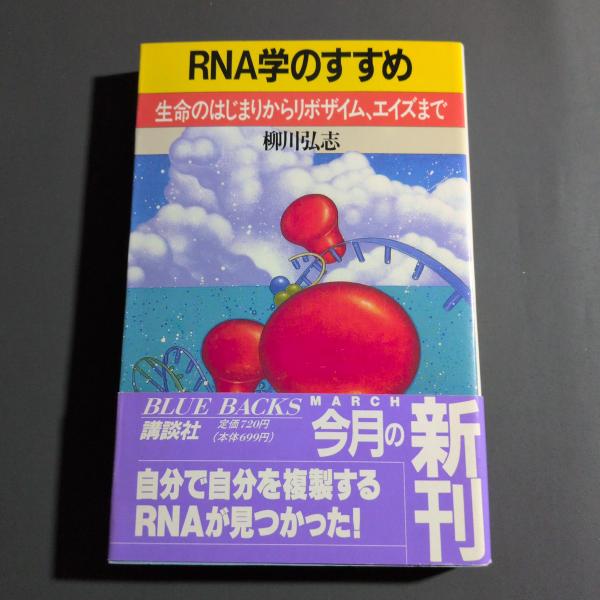 RNA学のすすめ
生命のはじまりからリボザイム、エイズまで
柳川弘志
BLUE BACKS
講談社
定価720円
(本体699円)
MARCH
今月の
新刊
自分で自分を複製する
RNAが見つかった!